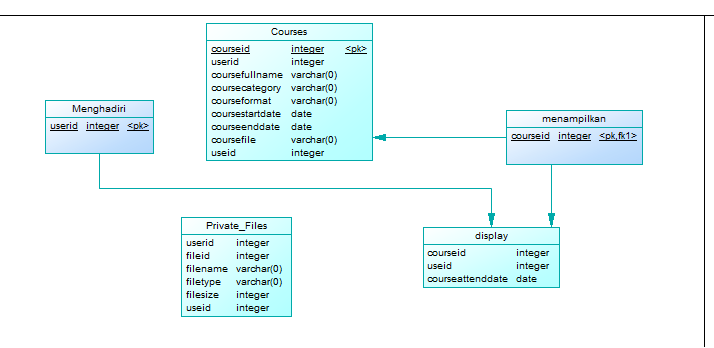 Courses
courseid integer <pk>
userid integer
coursefullname varchar(0)
coursecategory varchar(0)
courseformat varchar(0)
coursestartdate date
courseenddate date
coursefile varchar(0)
useid integer
Menghadiri
userid integer <pk>
menampilkan
courseid integer <pk,fk1>
Private_Files
userid integer
fileid integer
filename varchar(0)
filetype varchar(0)
filesize integer
useid integer
display
courseid integer
useid integer
courseattenddate date